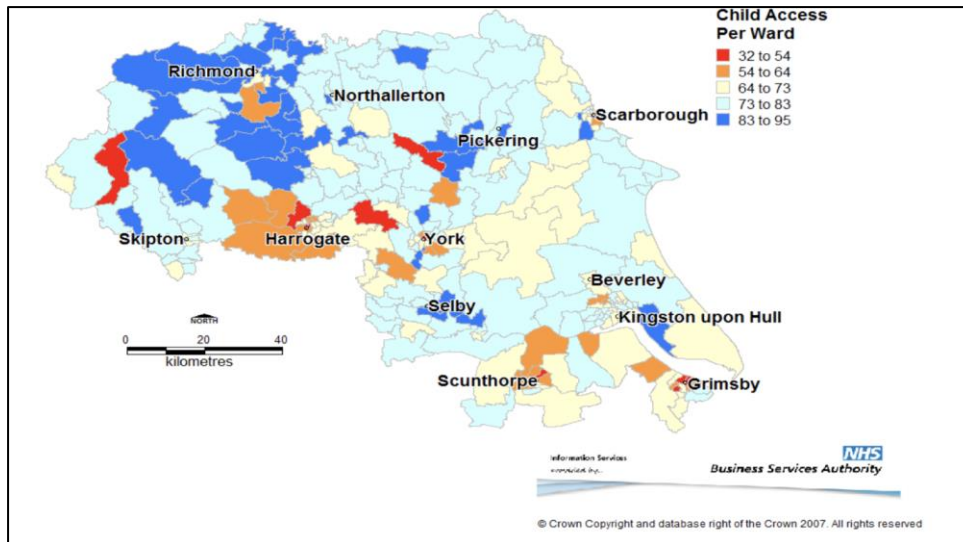 Child Access
Per Ward
32 to 54
54 to 64
64 to 73
73 to 83
83 to 95
Richmond
Northallerton
Scarborough
Pickering
Skipton
Harrogate
York
Beverley
Selby
Kingston upon Hull
NORTH
0 20 40
kilometres
Scunthorpe
Grimsby
Information Services
provided by...
NHS
Business Services Authority
© Crown Copyright and database right of the Crown 2007. All rights reserved